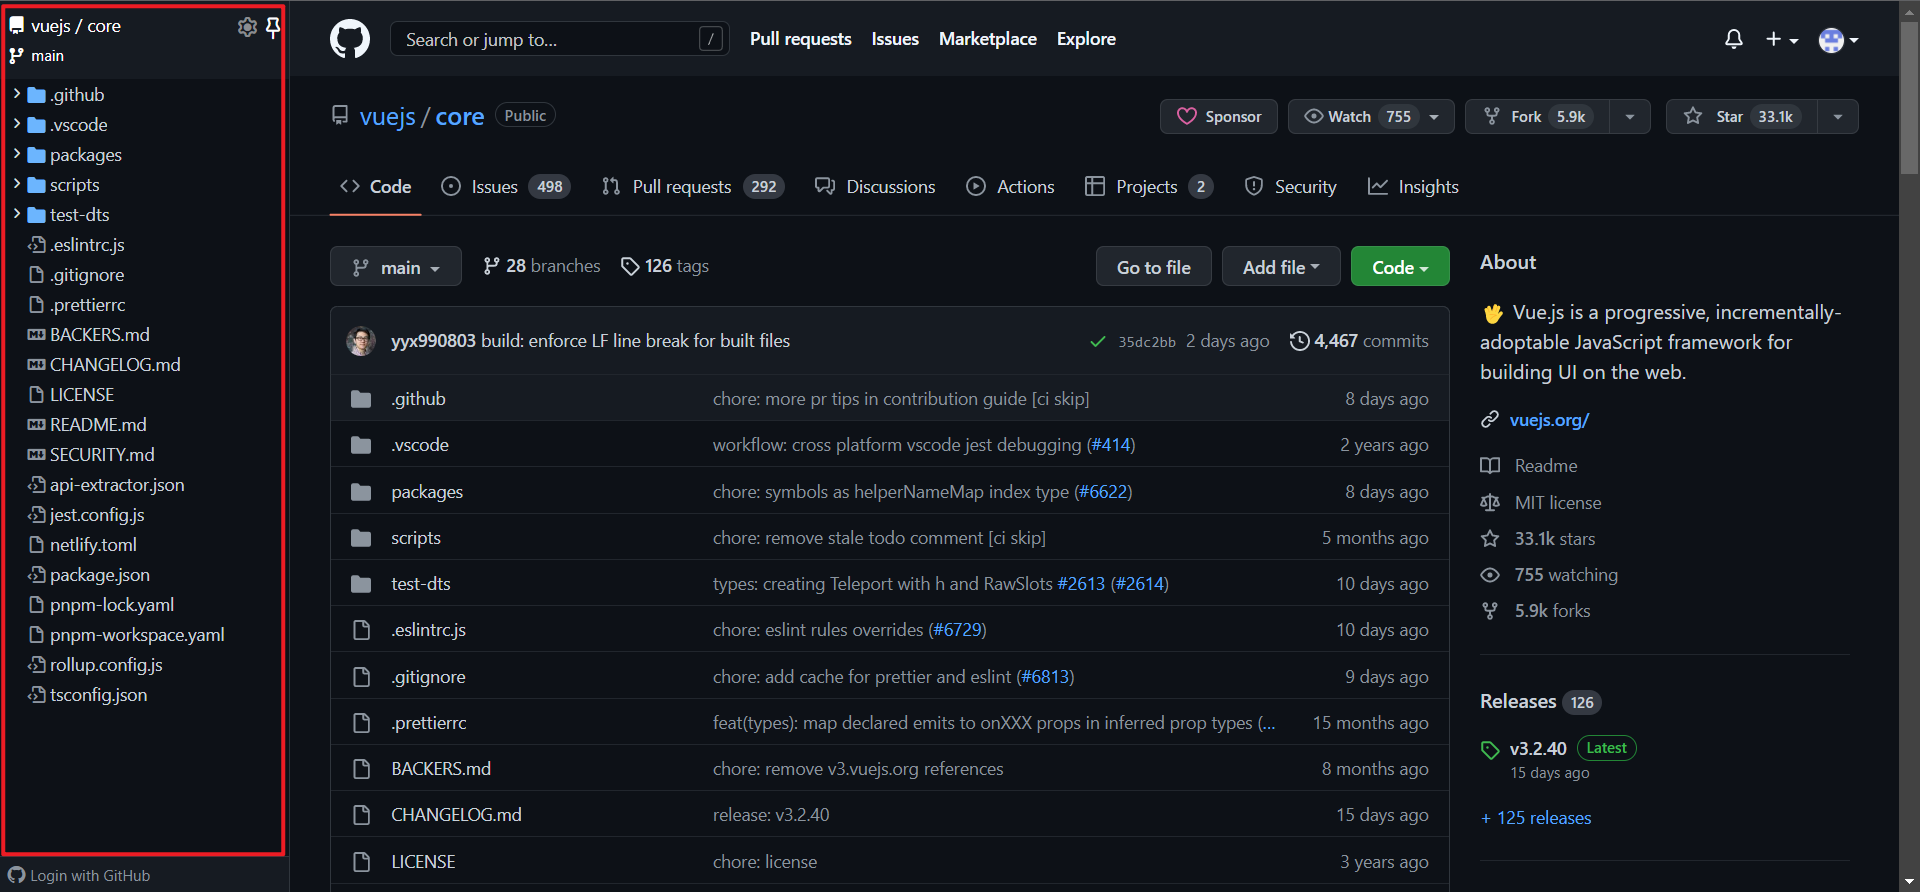 vuejs / core
main
.github
.vscode
packages
scripts
test-dts
.eslintrc.js
.gitignore
.prettierrc
BACKERS.md
CHANGELOG.md
LICENSE
README.md
SECURITY.md
api-extractor.json
jest.config.js
netlify.toml
package.json
pnpm-lock.yaml
pnpm-workspace.yaml
rollup.config.js
tsconfig.json
Login with GitHub
Search or jump to... / Pull requests Issues Marketplace Explore
vuejs / core Public Sponsor Watch 755 Fork 5.9k Star 33.1k
Code Issues 498 Pull requests 292 Discussions Actions Projects 2 Security Insights
main 28 branches 126 tags Go to file Add file Code
yyx990803 build: enforce LF line break for built files 35dc2bb 2 days ago 4,467 commits
.github chore: more pr tips in contribution guide [ci skip] 8 days ago
.vscode workflow: cross platform vscode jest debugging (#414) 2 years ago
packages chore: symbols as helperNameMap index type (#6622) 8 days ago
scripts chore: remove stale todo comment [ci skip] 5 months ago
test-dts types: creating Teleport with h and RawSlots #2613 (#2614) 10 days ago
.eslintrc.js chore: eslint rules overrides (#6729) 10 days ago
.gitignore chore: add cache for prettier and eslint (#6813) 9 days ago
.prettierrc feat(types): map declared emits to onXXX props in inferred prop types (... 15 months ago
BACKERS.md chore: remove v3.vuejs.org references 8 months ago
CHANGELOG.md release: v3.2.40 15 days ago
LICENSE chore: license 3 years ago
About
🖖 Vue.js is a progressive, incrementally-
adoptable JavaScript framework for
building UI on the web.
vuejs.org/
Readme
MIT license
33.1k stars
755 watching
5.9k forks
Releases 126
v3.2.40 Latest
15 days ago
+ 125 releases